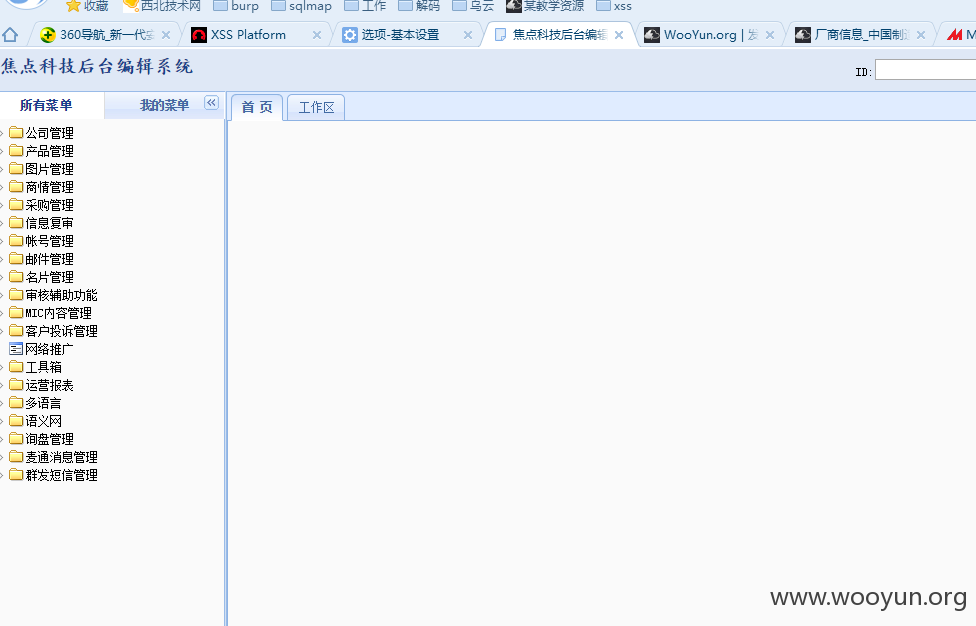 收藏 西北技术网 burp sqlmap 工作 解码 乌云 某教学资源 xss
360导航_新一代安 XSS Platform 选项-基本设置 焦点科技后台编辑 WooYun.org | 发 厂商信息_中国制造 M
焦点科技后台编辑系统
ID:
所有菜单 我的菜单 首 页 工作区
公司管理
产品管理
图片管理
商情管理
采购管理
信息复审
帐号管理
邮件管理
名片管理
审核辅助功能
MIC内容管理
客户投诉管理
网络推广
工具箱
运营报表
多语言
语义网
询盘管理
麦通消息管理
群发短信管理
www.wooyun.org